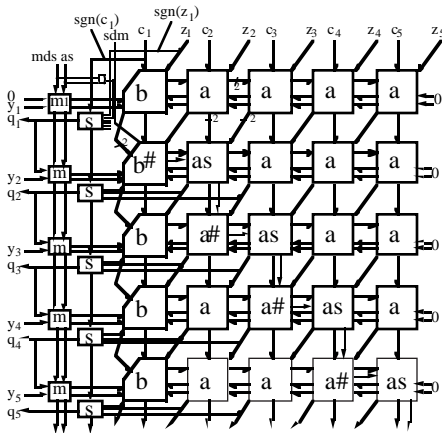 sgn(c1) sgn(z1)
mds as sdm c1 z1 c2 z2 c3 z3 c4 z4 c5 z5
0
y1 m1 b a 2 a a a 0
q1 s 2 2
2
b# as a a a 0
y2 m
q2 s
b a# as a a 0
y3 m
q3 s
b a a# as a 0
y4 m
q4 s
b a a a# as 0
y5 m
q5 s